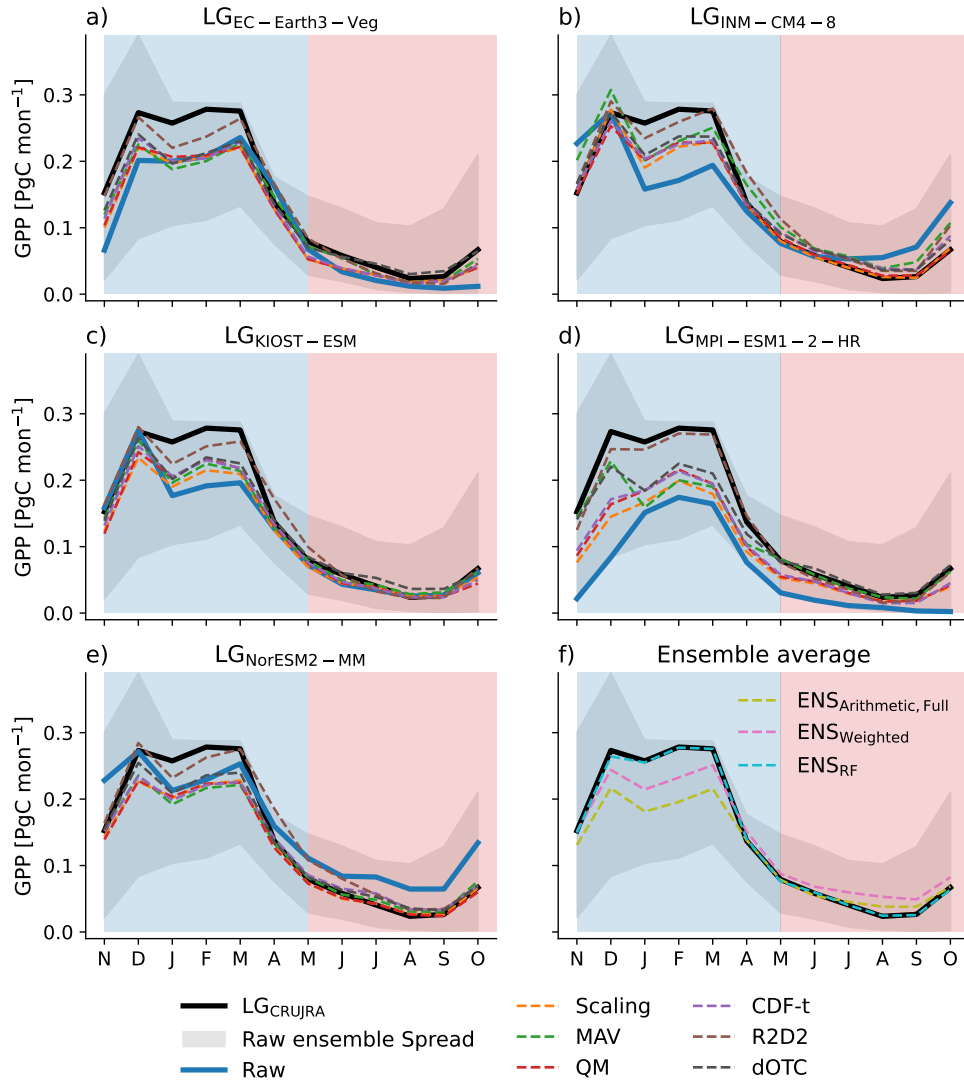 a) LG_EC – Earth3 – Veg
b) LG_INM – CM4 – 8
GPP [PgC mon⁻¹]
0.3
0.2
0.1
0.0
c) LG_KIOST – ESM
d) LG_MPI – ESM1 – 2 – HR
GPP [PgC mon⁻¹]
0.3
0.2
0.1
0.0
e) LG_NorESM2 – MM
f) Ensemble average
GPP [PgC mon⁻¹]
0.3
0.2
0.1
0.0
ENS_Arithmetic, Full
ENS_Weighted
ENS_RF
N D J F M A M J J A S O
N D J F M A M J J A S O
LG_CRUJRA
Raw ensemble Spread
Raw
Scaling
MAV
QM
CDF-t
R2D2
dOTC